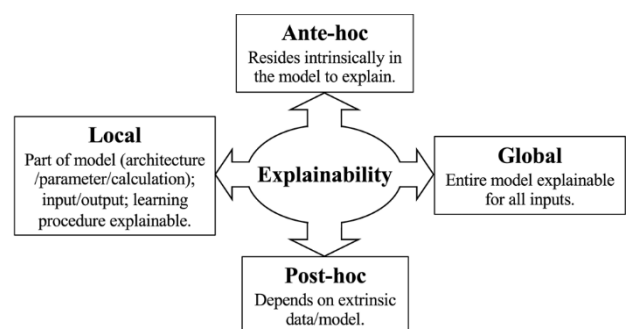 Ante-hoc
Resides intrinsically in
the model to explain.
Local
Part of model (architecture
/parameter/calculation);
input/output; learning
procedure explainable.
Explainability
Global
Entire model explainable
for all inputs.
Post-hoc
Depends on extrinsic
data/model.